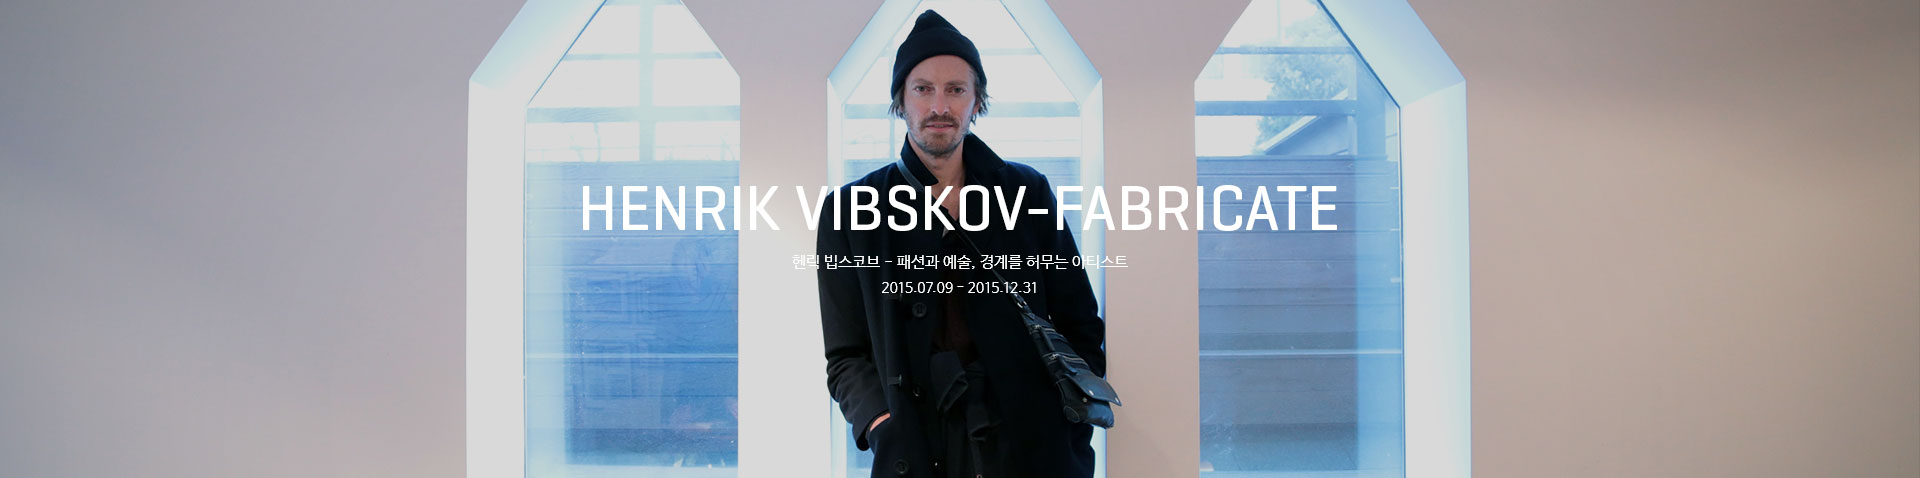 HENRIK VIBSKOV-FABRICATE
헨릭 빕스코브 - 패션과 예술, 경계를 허무는 아티스트
2015.07.09 - 2015.12.31